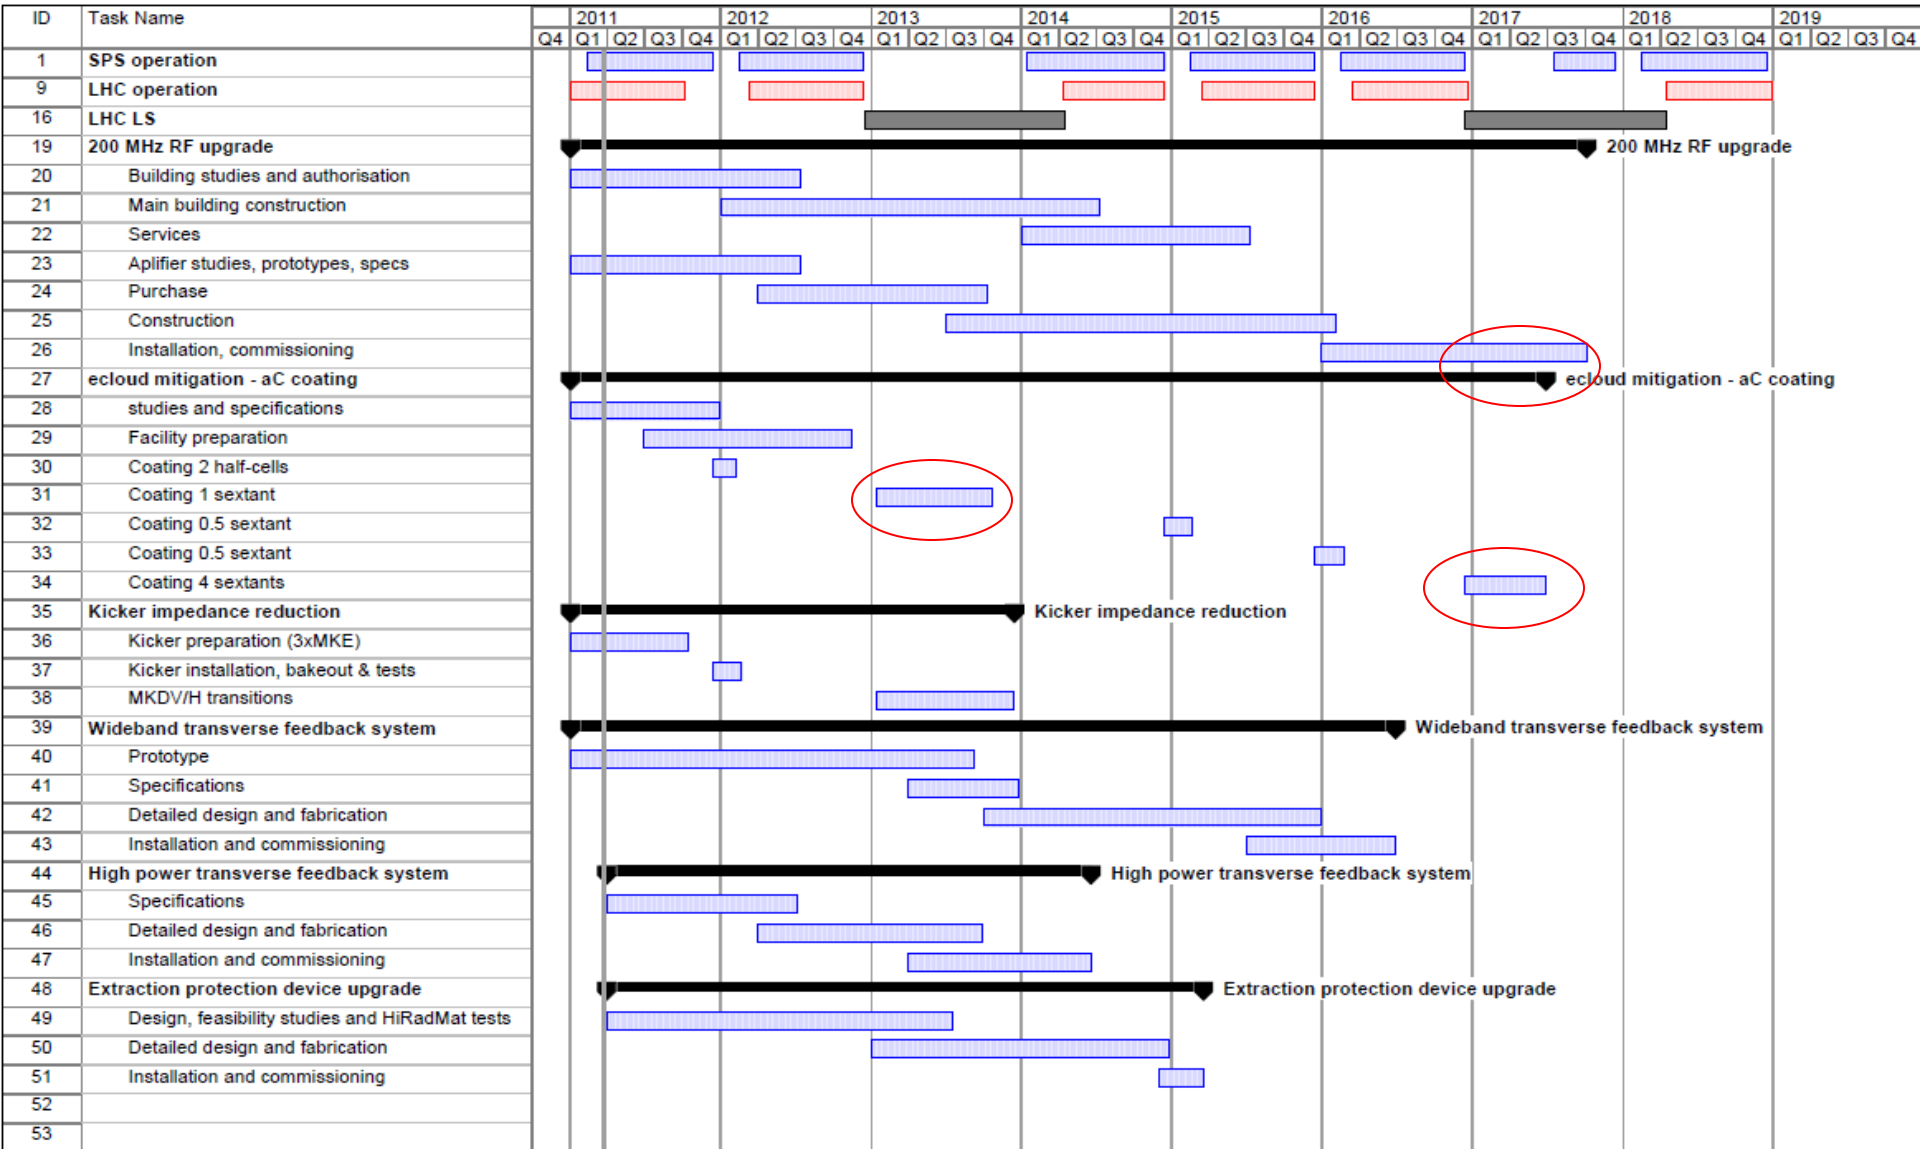 ID Task Name 2011 2012 2013 2014 2015 2016 2017 2018 2019
Q4 Q1 Q2 Q3 Q4 Q1 Q2 Q3 Q4 Q1 Q2 Q3 Q4 Q1 Q2 Q3 Q4 Q1 Q2 Q3 Q4 Q1 Q2 Q3 Q4 Q1 Q2 Q3 Q4 Q1 Q2 Q3 Q4 Q1 Q2 Q3 Q4
1 SPS operation
9 LHC operation
16 LHC LS
19 200 MHz RF upgrade 200 MHz RF upgrade
20 Building studies and authorisation
21 Main building construction
22 Services
23 Aplifier studies, prototypes, specs
24 Purchase
25 Construction
26 Installation, commissioning
27 ecloud mitigation - aC coating ecloud mitigation - aC coating
28 studies and specifications
29 Facility preparation
30 Coating 2 half-cells
31 Coating 1 sextant
32 Coating 0.5 sextant
33 Coating 0.5 sextant
34 Coating 4 sextants
35 Kicker impedance reduction Kicker impedance reduction
36 Kicker preparation (3xMKE)
37 Kicker installation, bakeout & tests
38 MKDV/H transitions
39 Wideband transverse feedback system Wideband transverse feedback system
40 Prototype
41 Specifications
42 Detailed design and fabrication
43 Installation and commissioning
44 High power transverse feedback system High power transverse feedback system
45 Specifications
46 Detailed design and fabrication
47 Installation and commissioning
48 Extraction protection device upgrade Extraction protection device upgrade
49 Design, feasibility studies and HiRadMat tests
50 Detailed design and fabrication
51 Installation and commissioning
52
53